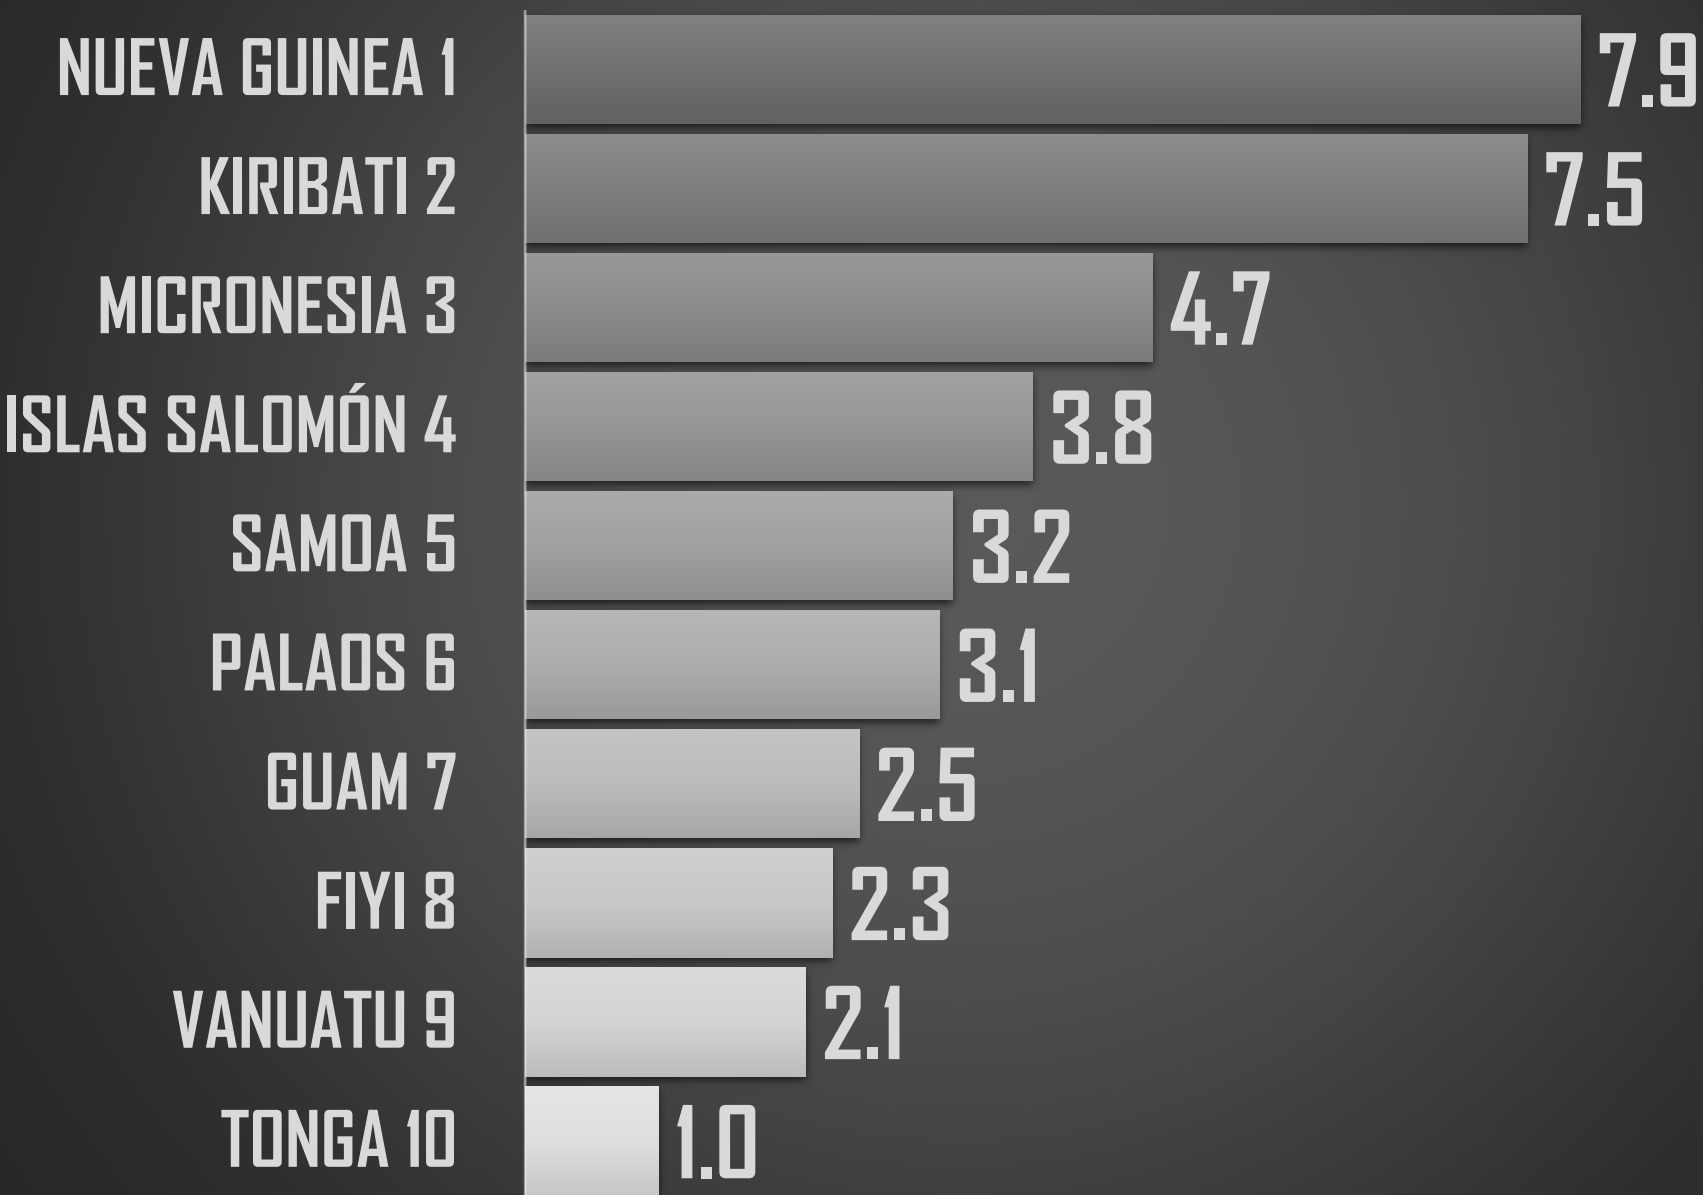 NUEVA GUINEA 1 7.9
KIRIBATI 2 7.5
MICRONESIA 3 4.7
ISLAS SALOMÓN 4 3.8
SAMOA 5 3.2
PALAOS 6 3.1
GUAM 7 2.5
FIYI 8 2.3
VANUATU 9 2.1
TONGA 10 1.0